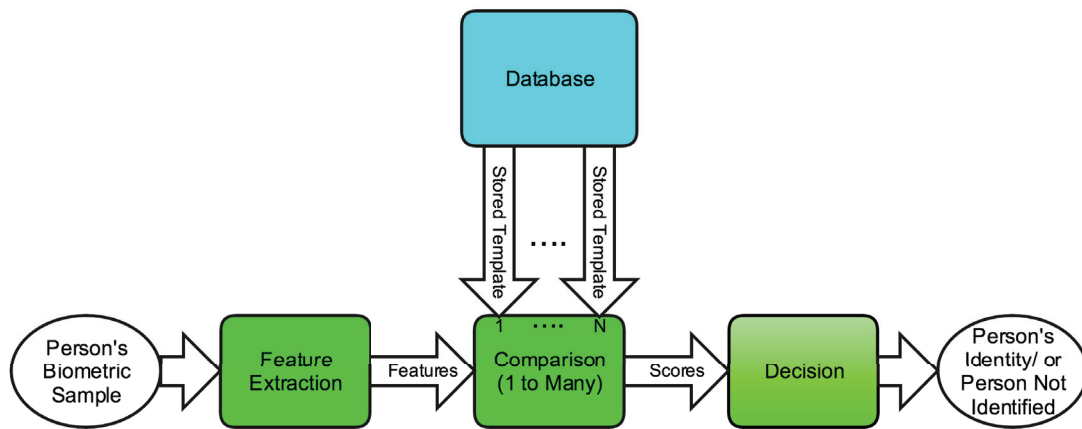 Database
Stored Template
....
Stored Template
1 .... N
Person's
Biometric
Sample
Feature
Extraction
Features
Comparison
(1 to Many)
Scores
Decision
Person's
Identity/ or
Person Not
Identified